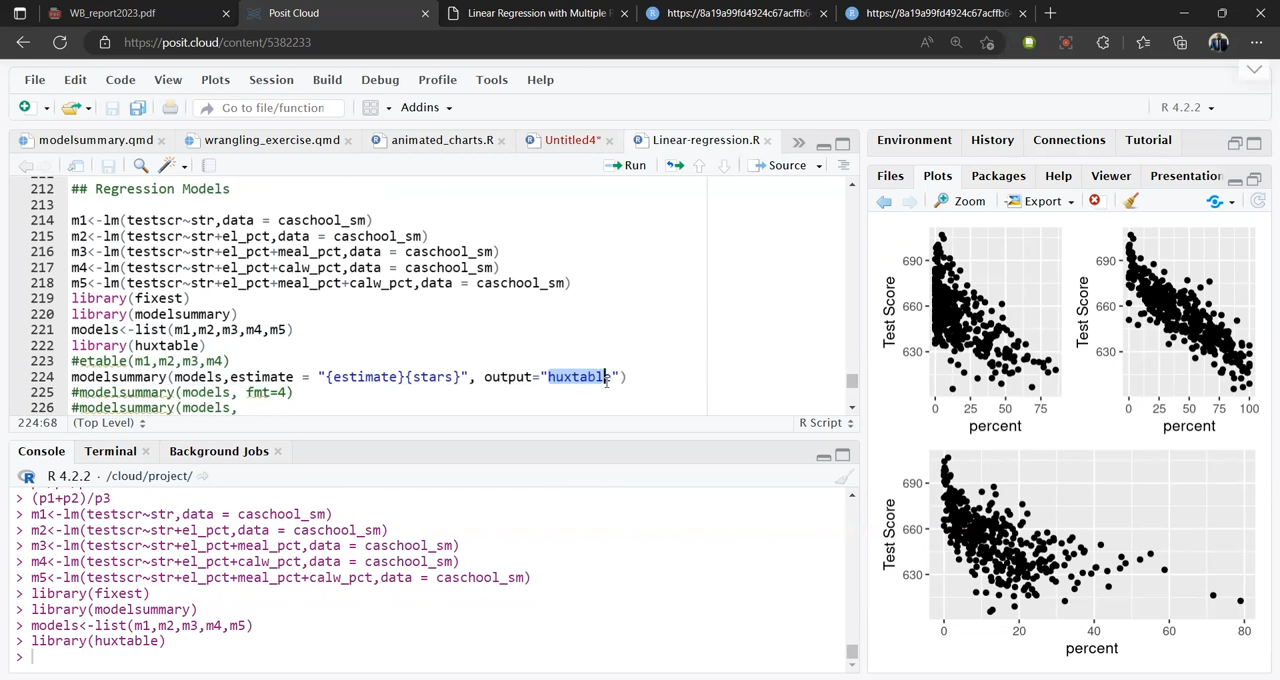 WB_report2023.pdf
Posit Cloud
Linear Regression with Multiple
https://8a19a99fd4924c67acffb6
https://8a19a99fd4924c67acffb6
https://posit.cloud/content/5382233
File Edit Code View Plots Session Build Debug Profile Tools Help
Go to file/function Addins R 4.2.2
modelsummary.qmd wrangling_exercise.qmd animated_charts.R Untitled4* Linear-regression.R
Run Source
212 ## Regression Models
213
214 m1<-lm(testscr~str,data = caschool_sm)
215 m2<-lm(testscr~str+el_pct,data = caschool_sm)
216 m3<-lm(testscr~str+el_pct+meal_pct,data = caschool_sm)
217 m4<-lm(testscr~str+el_pct+calw_pct,data = caschool_sm)
218 m5<-lm(testscr~str+el_pct+meal_pct+calw_pct,data = caschool_sm)
219 library(fixest)
220 library(modelsummary)
221 models<-list(m1,m2,m3,m4,m5)
222 library(huxtable)
223 #etable(m1,m2,m3,m4)
224 modelsummary(models,estimate = "{estimate}{stars}", output="huxtable")
225 #modelsummary(models, fmt=4)
226 #modelsummary(models,
224:68 (Top Level) R Script
Console Terminal Background Jobs
R 4.2.2 · /cloud/project/
> (p1+p2)/p3
> m1<-lm(testscr~str,data = caschool_sm)
> m2<-lm(testscr~str+el_pct,data = caschool_sm)
> m3<-lm(testscr~str+el_pct+meal_pct,data = caschool_sm)
> m4<-lm(testscr~str+el_pct+calw_pct,data = caschool_sm)
> m5<-lm(testscr~str+el_pct+meal_pct+calw_pct,data = caschool_sm)
> library(fixest)
> library(modelsummary)
> models<-list(m1,m2,m3,m4,m5)
> library(huxtable)
>
Environment History Connections Tutorial
Files Plots Packages Help Viewer Presentation
Zoom Export
Test Score
690
660
630
0 25 50 75
percent
Test Score
690
660
630
0 25 50 75 100
percent
Test Score
690
660
630
0 20 40 60 80
percent